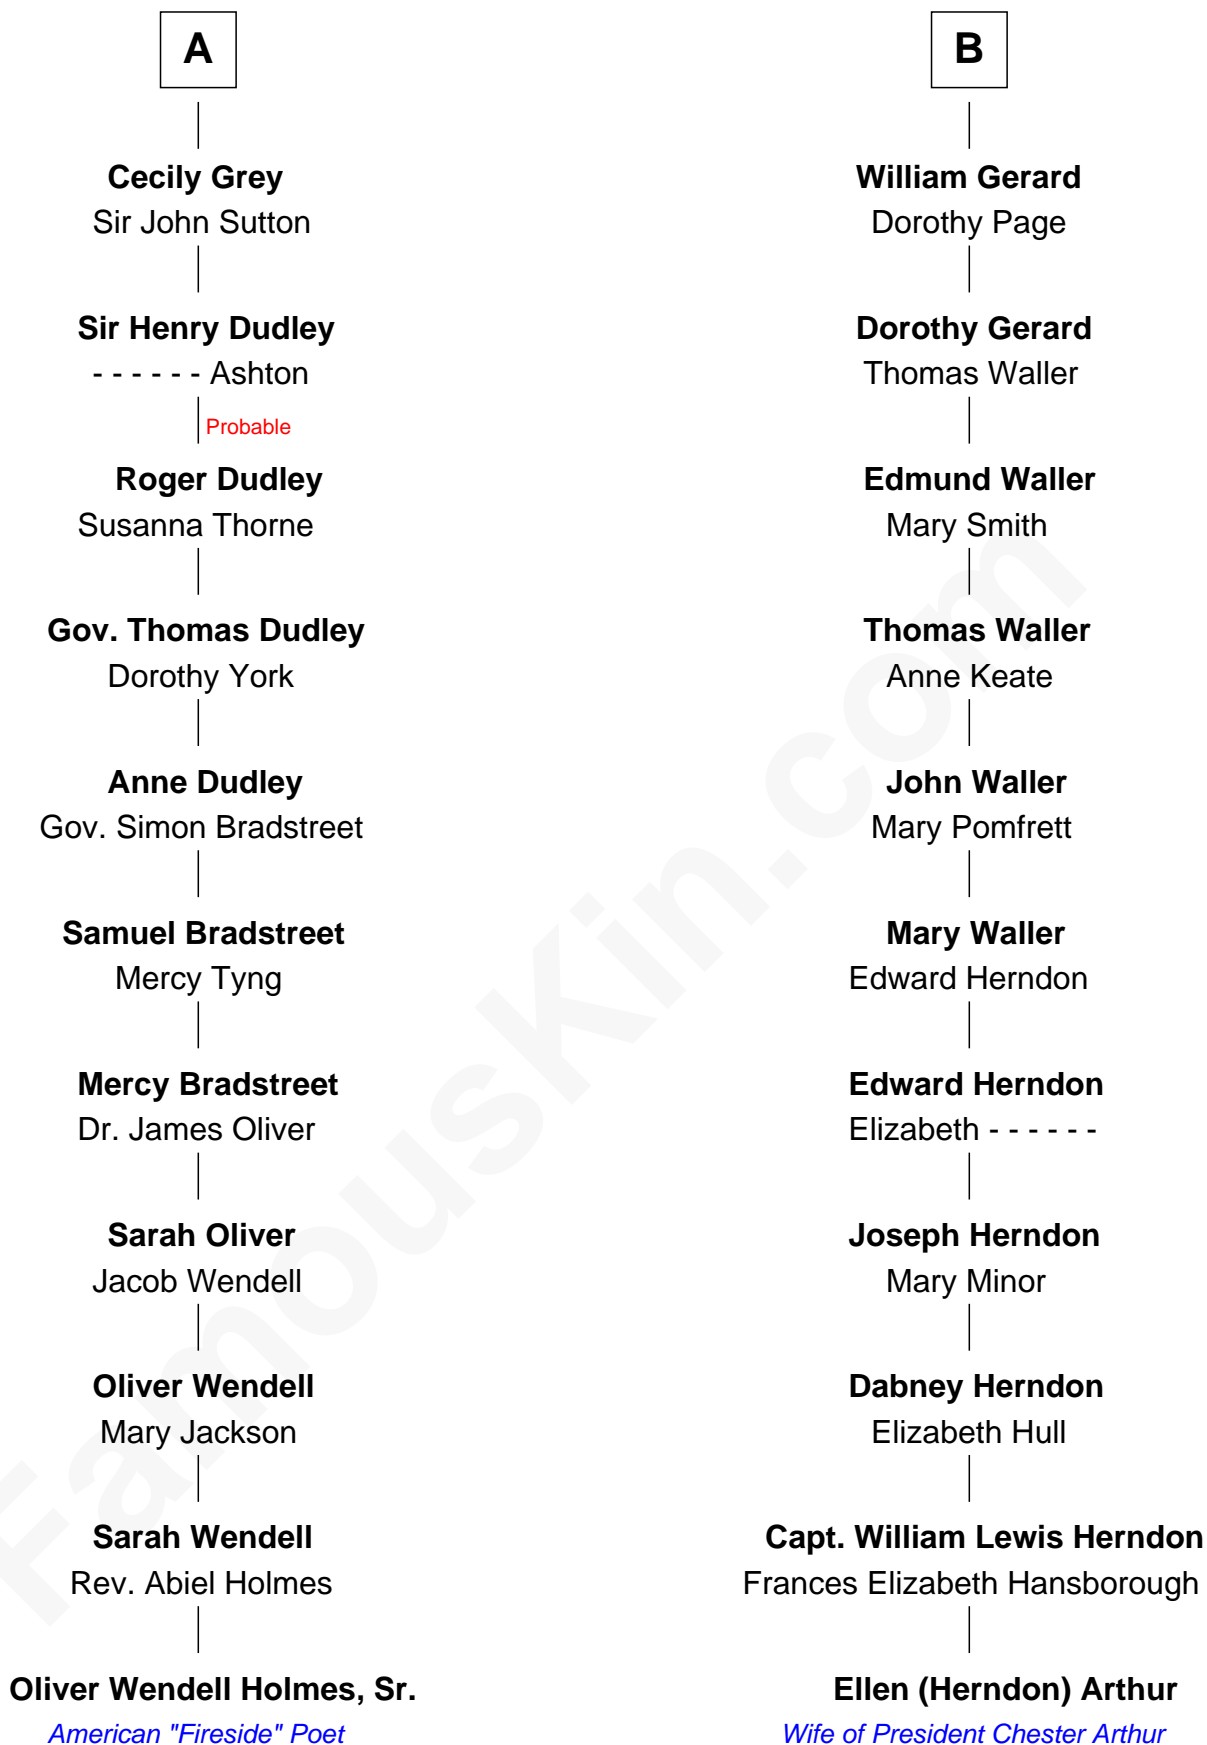 A
Cecily Grey
Sir John Sutton
Sir Henry Dudley
- - - - - - Ashton
Probable
Roger Dudley
Susanna Thorne
Gov. Thomas Dudley
Dorothy York
Anne Dudley
Gov. Simon Bradstreet
Samuel Bradstreet
Mercy Tyng
Mercy Bradstreet
Dr. James Oliver
Sarah Oliver
Jacob Wendell
Oliver Wendell
Mary Jackson
Sarah Wendell
Rev. Abiel Holmes
Oliver Wendell Holmes, Sr.
American "Fireside" Poet
B
William Gerard
Dorothy Page
Dorothy Gerard
Thomas Waller
Edmund Waller
Mary Smith
Thomas Waller
Anne Keate
John Waller
Mary Pomfrett
Mary Waller
Edward Herndon
Edward Herndon
Elizabeth - - - - - -
Joseph Herndon
Mary Minor
Dabney Herndon
Elizabeth Hull
Capt. William Lewis Herndon
Frances Elizabeth Hansborough
Ellen (Herndon) Arthur
Wife of President Chester Arthur
FamousKin.com